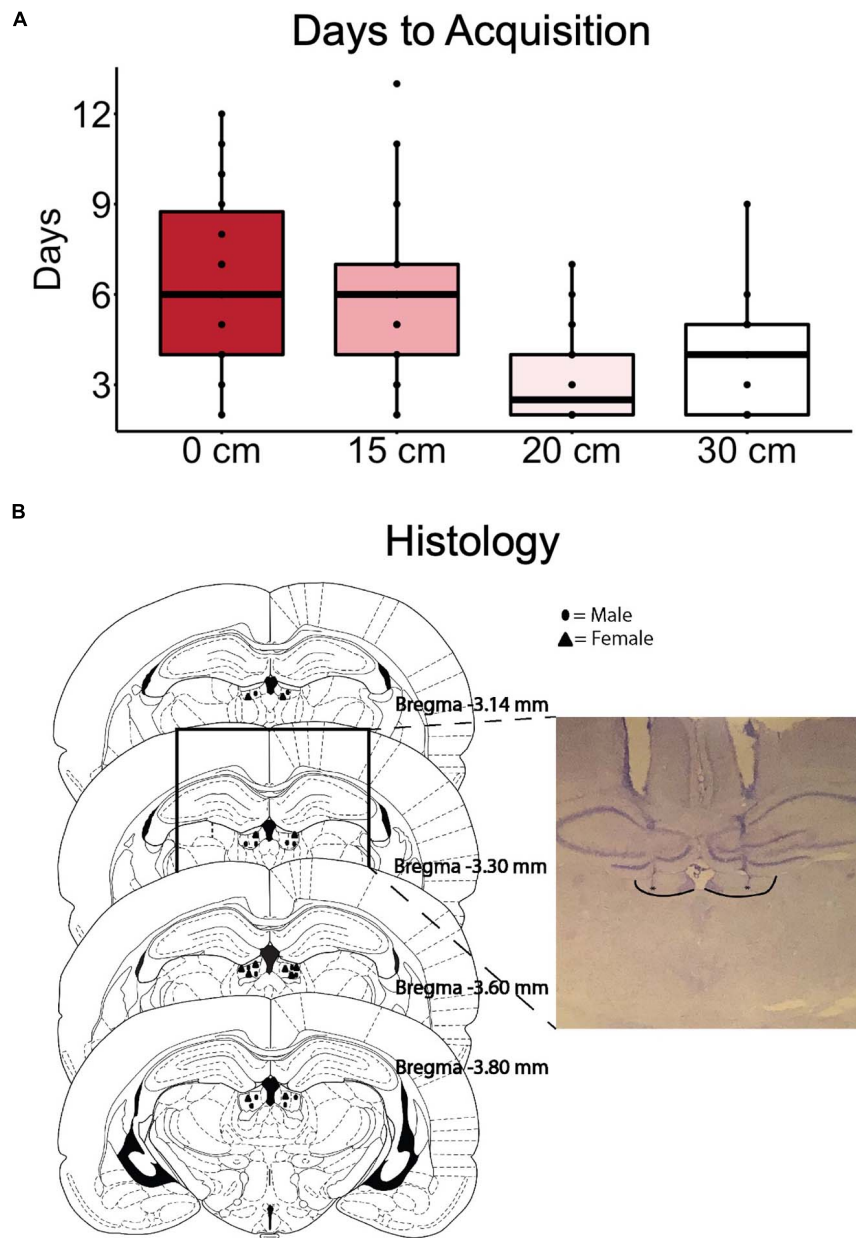 A
Days to Acquisition
Days
12
9
6
3
0 cm
15 cm
20 cm
30 cm
B
Histology
= Male
= Female
Bregma -3.14 mm
Bregma -3.30 mm
Bregma -3.60 mm
Bregma -3.80 mm